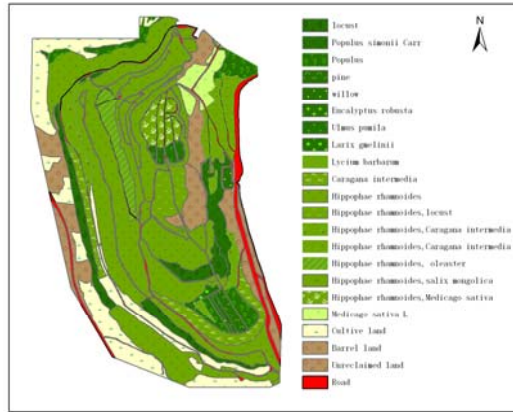 N
locust
Populus simonii Carr
Populus
pine
willow
Eucalyptus robusta
Ulmus pumila
Larix gmelinii
Lycium barbarum
Caragana intermedia
Hippophae rhamnoides
Hippophae rhamnoides,locust
Hippophae rhamnoides,Caragana intermedia
Hippophae rhamnoides,Caragana intermedia
Hippophae rhamnoides, oleaster
Hippophae rhamnoides,salix mongolica
Hippophae rhamnoides,Medicago sativa
Medicago sativa L
Cultive land
Barrel land
Unreclaimed land
Road